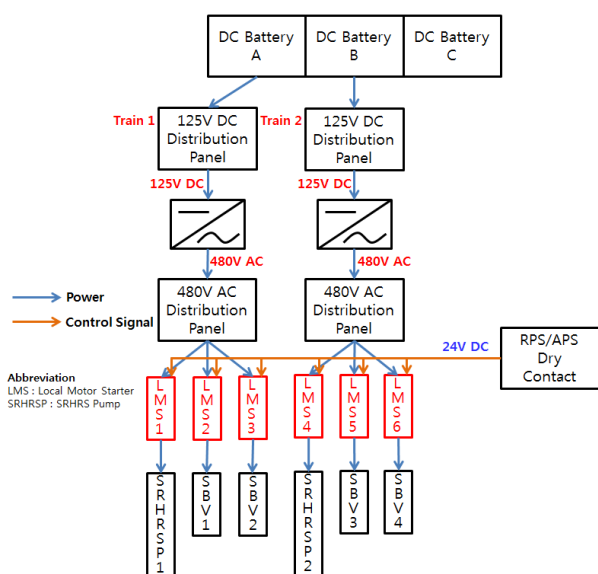 DC Battery
A
DC Battery
B
DC Battery
C
Train 1
125V DC
Distribution
Panel
Train 2
125V DC
Distribution
Panel
125V DC
125V DC
480V AC
480V AC
480V AC
Distribution
Panel
480V AC
Distribution
Panel
Power
Control Signal
24V DC
RPS/APS
Dry
Contact
Abbreviation
LMS : Local Motor Starter
SRHRSP : SRHRS Pump
LMS1
LMS2
LMS3
LMS4
LMS5
LMS6
SRHRSP1
SBV1
SBV2
SRHRSP2
SBV3
SBV4